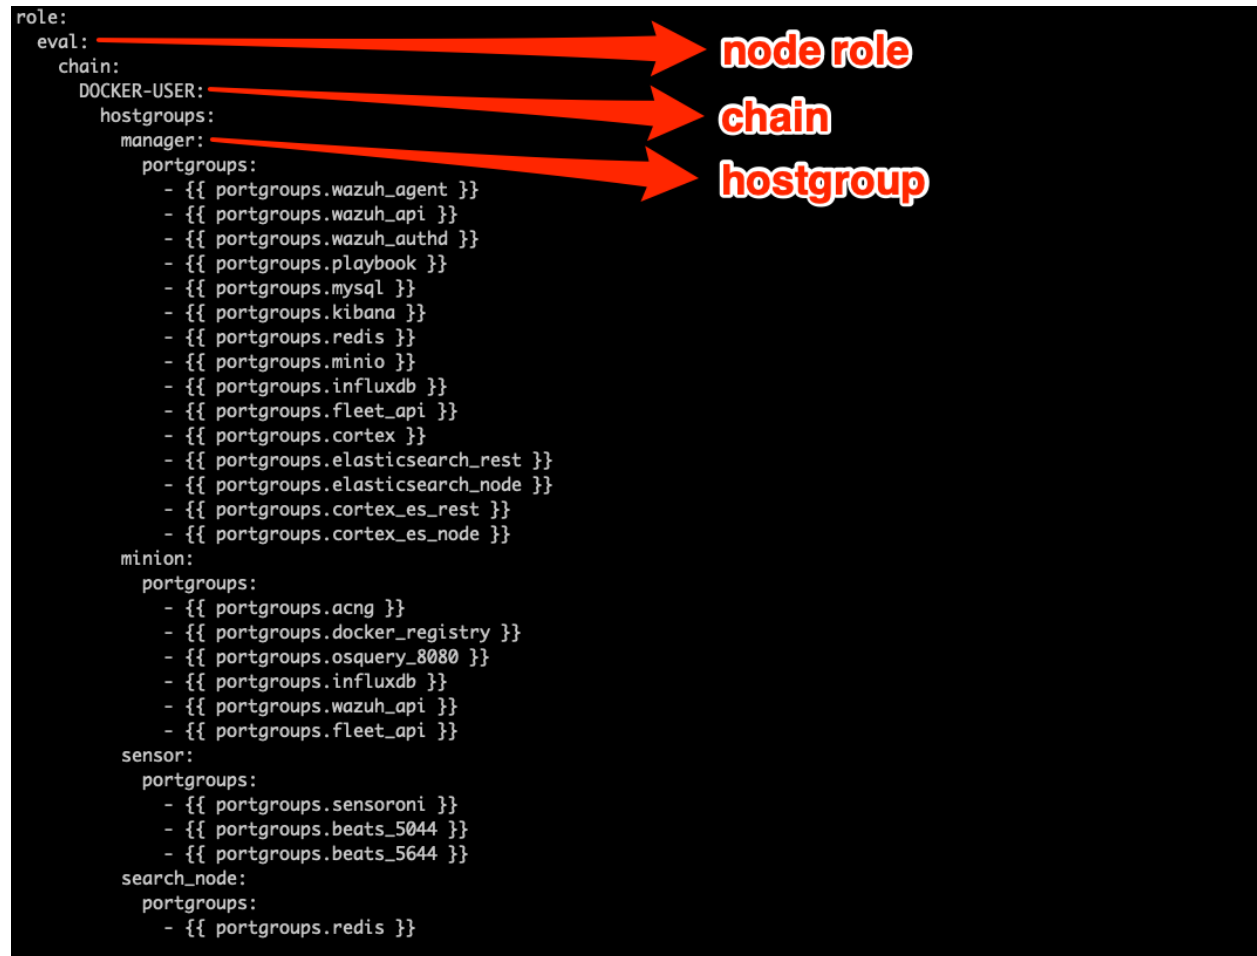 role:
eval:
node role
chain:
DOCKER-USER:
chain
hostgroups:
manager:
hostgroup
portgroups:
- {{ portgroups.wazuh_agent }}
- {{ portgroups.wazuh_api }}
- {{ portgroups.wazuh_authd }}
- {{ portgroups.playbook }}
- {{ portgroups.mysql }}
- {{ portgroups.kibana }}
- {{ portgroups.redis }}
- {{ portgroups.minio }}
- {{ portgroups.influxdb }}
- {{ portgroups.fleet_api }}
- {{ portgroups.cortex }}
- {{ portgroups.elasticsearch_rest }}
- {{ portgroups.elasticsearch_node }}
- {{ portgroups.cortex_es_rest }}
- {{ portgroups.cortex_es_node }}
minion:
portgroups:
- {{ portgroups.acng }}
- {{ portgroups.docker_registry }}
- {{ portgroups.osquery_8080 }}
- {{ portgroups.influxdb }}
- {{ portgroups.wazuh_api }}
- {{ portgroups.fleet_api }}
sensor:
portgroups:
- {{ portgroups.sensoroni }}
- {{ portgroups.beats_5044 }}
- {{ portgroups.beats_5644 }}
search_node:
portgroups:
- {{ portgroups.redis }}